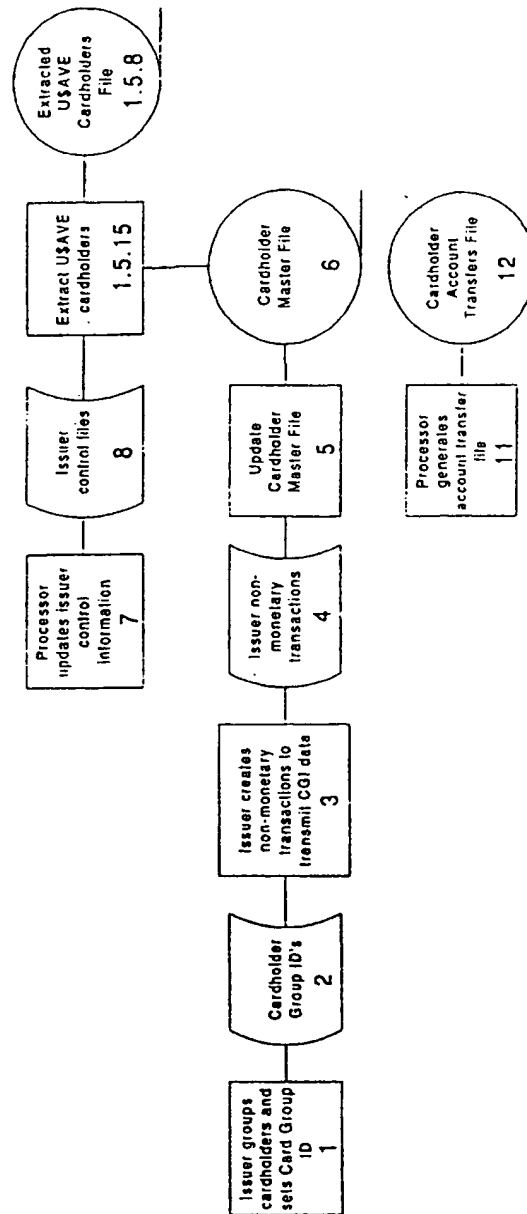 Processor
updates issuer
control
information
7
Issuer
control files
8
Extract U$AVE
cardholders
1.5.15
Extracted
U$AVE
Cardholders
File
1.5.8
Issuer groups
cardholders and
sets Card Group
ID
1
Cardholder
Group ID's
2
Issuer creates
non-monetary
transactions to
transmit CGI data
3
Issuer non-
monetary
transactions
4
Update
Cardholder
Master File
5
Cardholder
Master File
6
Processor
generates
account transfer
file
11
Cardholder
Account
Transfers File
12